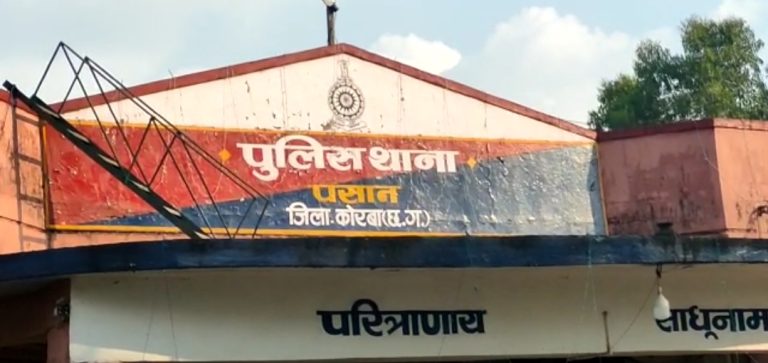 पुलिस थाना
पसान
जिला-कोरबा(छ.ग.)
परित्राणाय साधूनाम